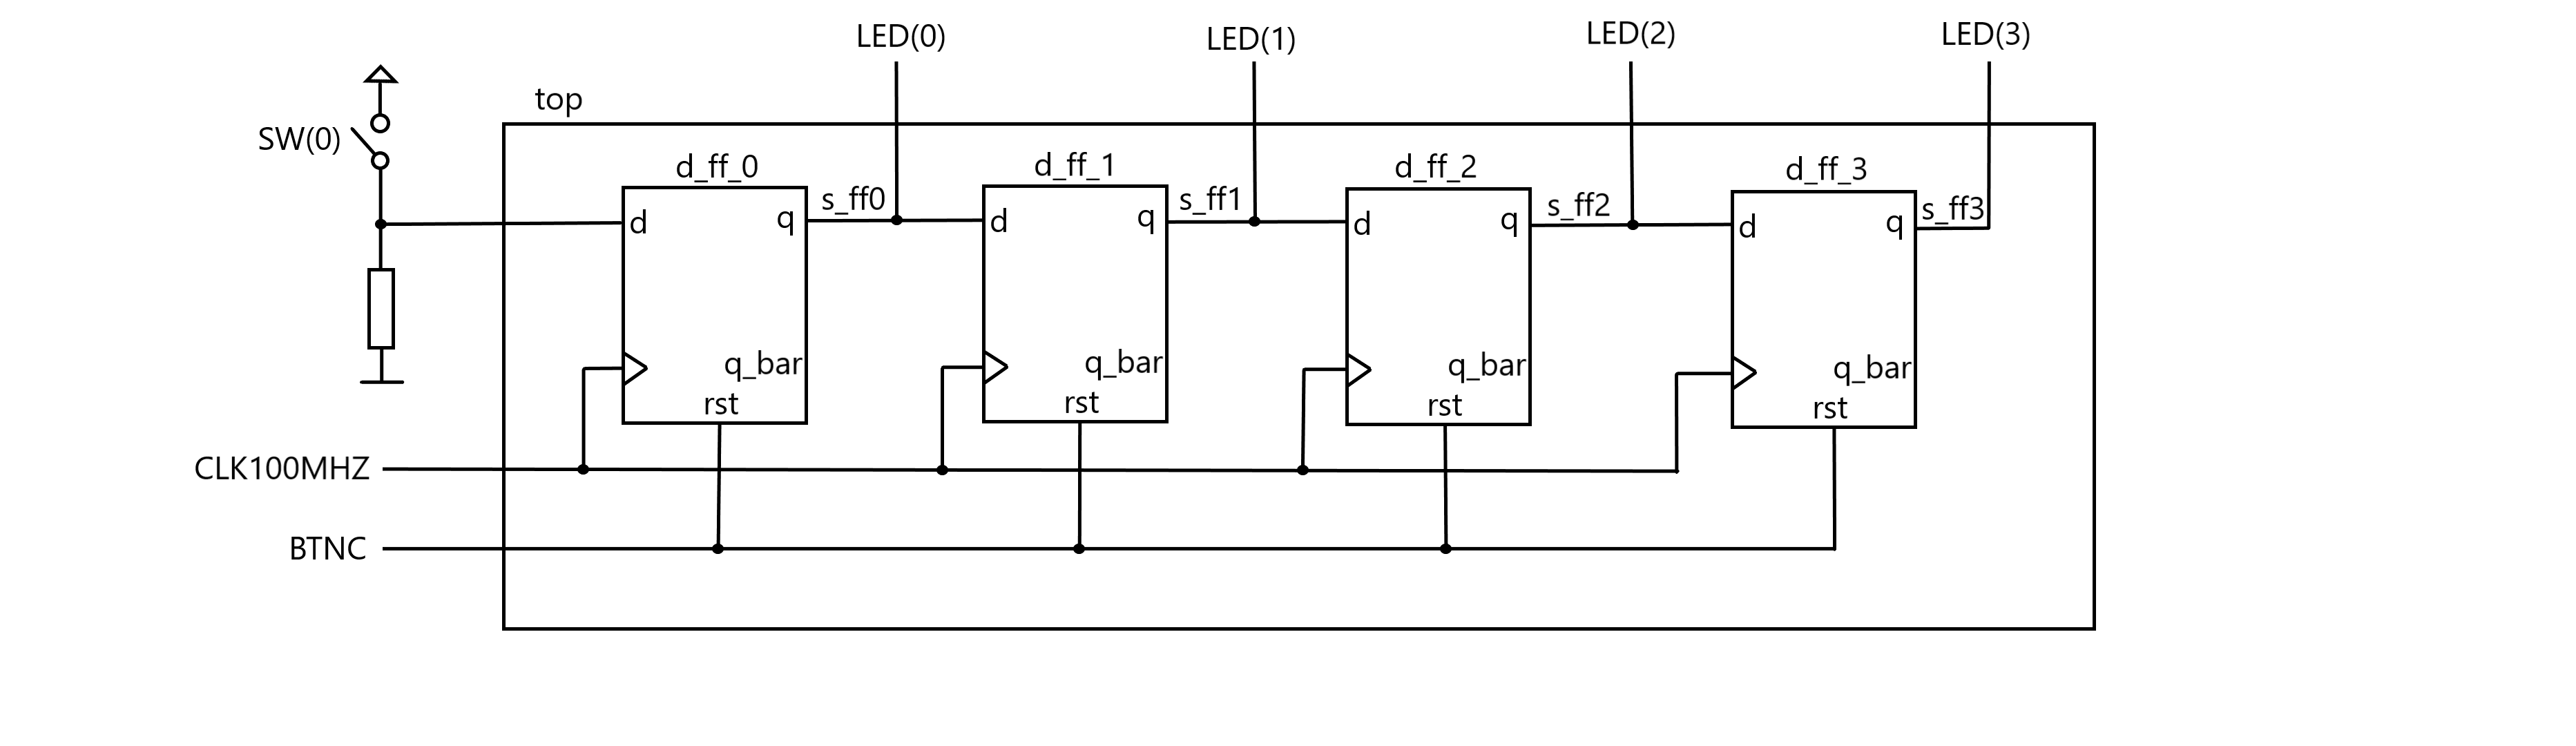 LED(0)
LED(1)
LED(2)
LED(3)
top
SW(0)
d_ff_0
d_ff_1
d_ff_2
d_ff_3
d
q
s_ff0
d
q
s_ff1
d
q
s_ff2
d
q
s_ff3
q_bar
q_bar
q_bar
q_bar
rst
rst
rst
rst
CLK100MHZ
BTNC